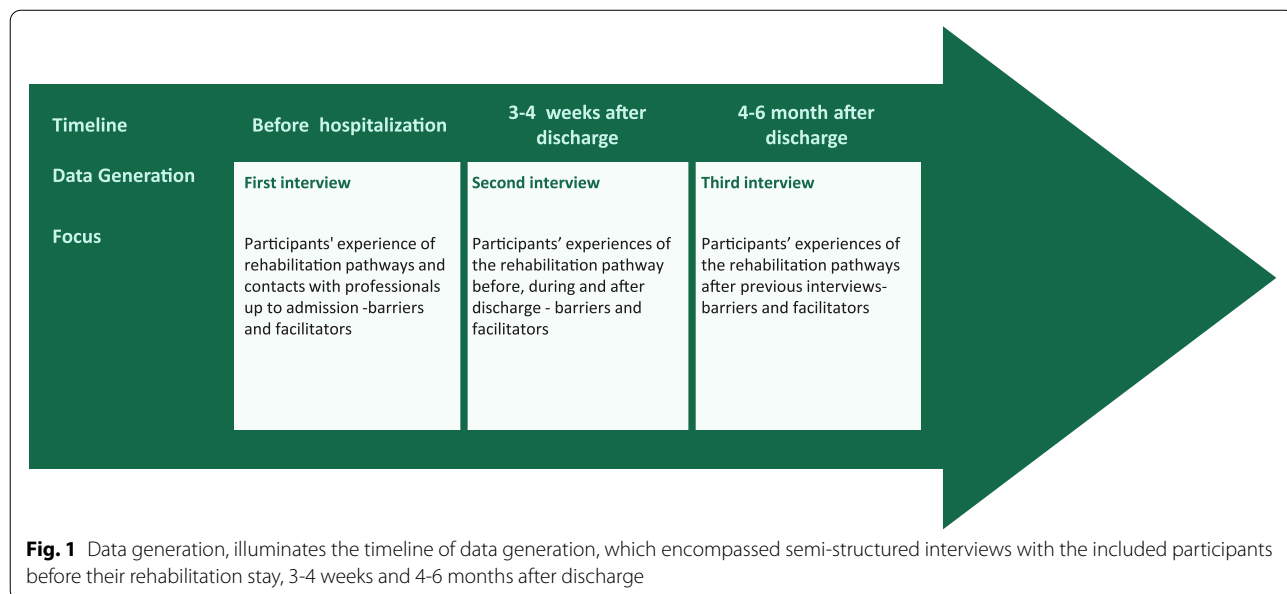 Timeline
Before hospitalization
3-4 weeks after
discharge
4-6 month after
discharge
Data Generation
First interview
Second interview
Third interview
Focus
Participants' experience of
rehabilitation pathways and
contacts with professionals
up to admission -barriers
and facilitators
Participants’ experiences of
the rehabilitation pathway
before, during and after
discharge - barriers and
facilitators
Participants’ experiences of
the rehabilitation pathways
after previous interviews-
barriers and facilitators
Fig. 1 Data generation, illuminates the timeline of data generation, which encompassed semi-structured interviews with the included participants
before their rehabilitation stay, 3-4 weeks and 4-6 months after discharge